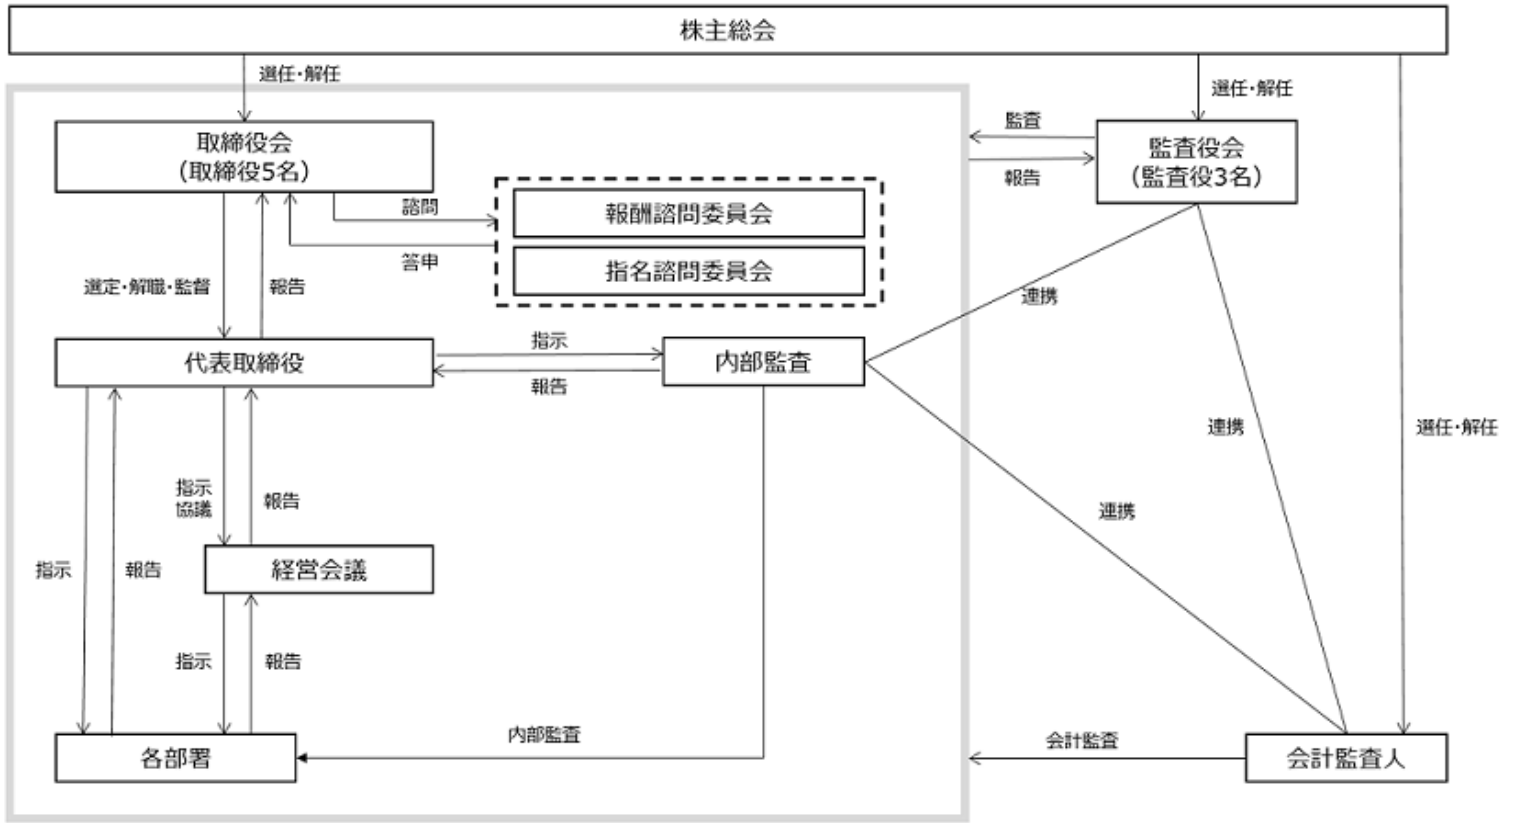 株主総会
選任・解任
選任・解任
取締役会
（取締役5名）
監査
報告
監査役会
（監査役3名）
諮問
答申
報酬諮問委員会
指名諮問委員会
選定・解職・監督
報告
連携
代表取締役
指示
報告
内部監査
連携
選任・解任
指示
協議
報告
連携
指示
報告
経営会議
指示
報告
各部署
内部監査
会計監査
会計監査人